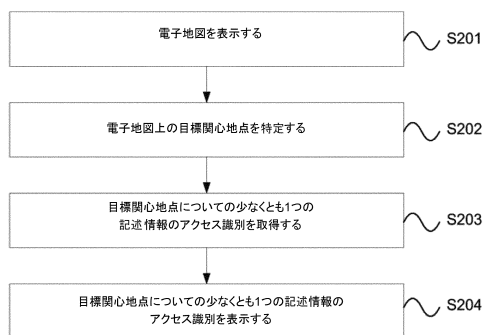 電子地図を表示する
S201
電子地図上の目標関心地点を特定する
S202
目標関心地点についての少なくとも1つの
記述情報のアクセス識別を取得する
S203
目標関心地点についての少なくとも1つの記述情報の
アクセス識別を表示する
S204